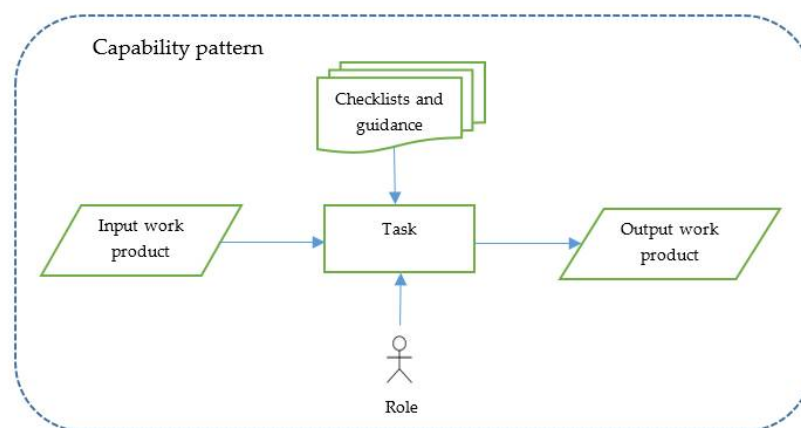 Capability pattern
Checklists and
guidance
Input work
product
Task
Output work
product
Role